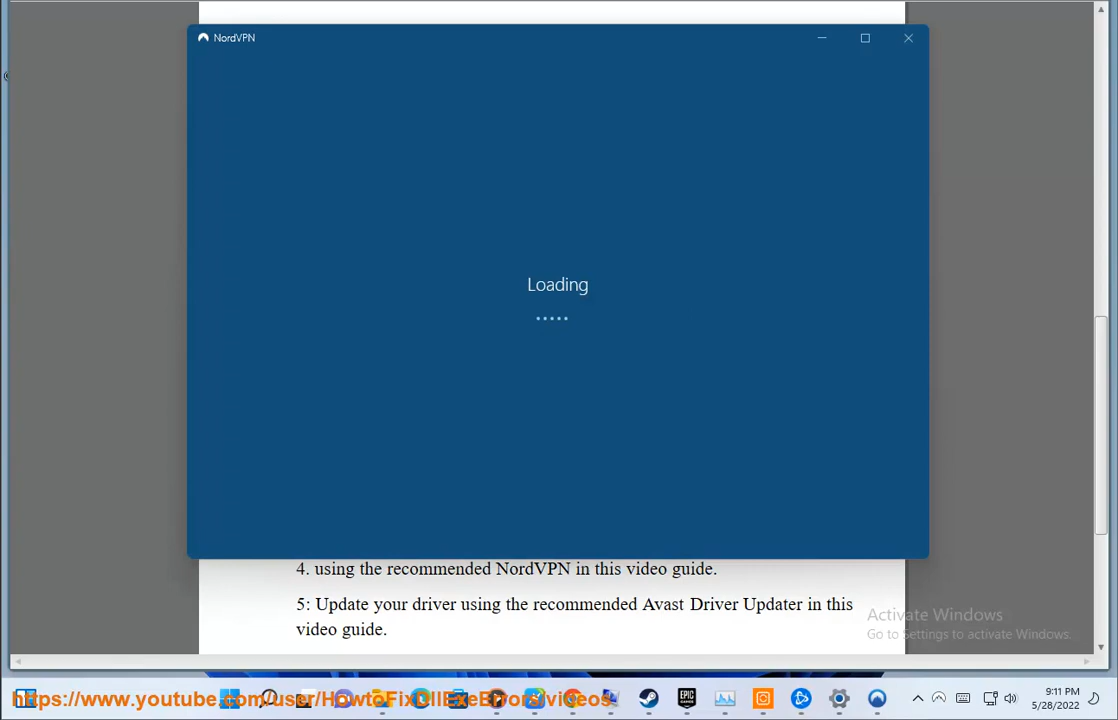 NordVPN
Loading
4. using the recommended NordVPN in this video guide.
5: Update your driver using the recommended Avast Driver Updater in this
video guide.
Activate Windows
Go to Settings to activate Windows.
https://www.youtube.com/user/HowtoFixDllExeErrors/videos
EPIC
GAMES
9:11 PM
5/28/2022